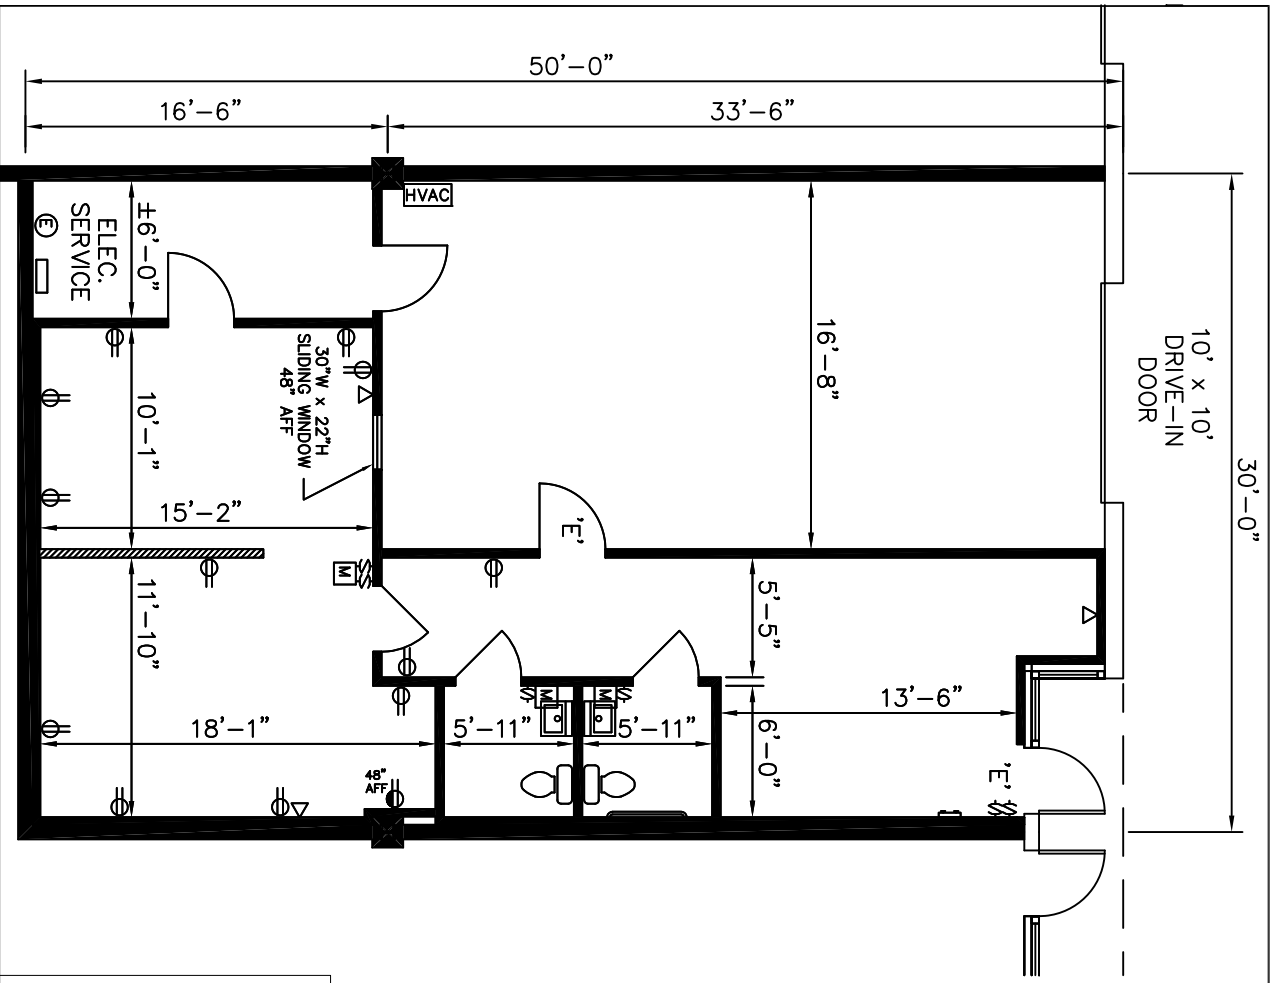 50'-0"
16'-6"
33'-6"
HVAC
±6'-0"
ELEC.
SERVICE
E
16'-8"
10' x 10'
DRIVE-IN
DOOR
30'-0"
30"W x 22"H
SLIDING WINDOW
48" AFF
10'-1"
15'-2"
'E'
M
11'-10"
5'-5"
13'-6"
M
M
18'-1"
5'-11"
5'-11"
6'-0"
'E'
48"
AFF